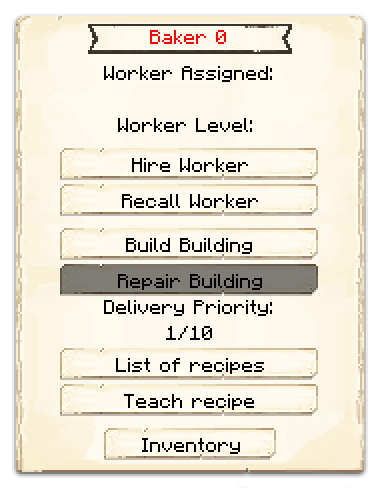 Baker 0
Worker Assigned:
Worker Level:
Hire Worker
Recall Worker
Build Building
Repair Building
Delivery Priority:
1/10
List of recipes
Teach recipe
Inventory